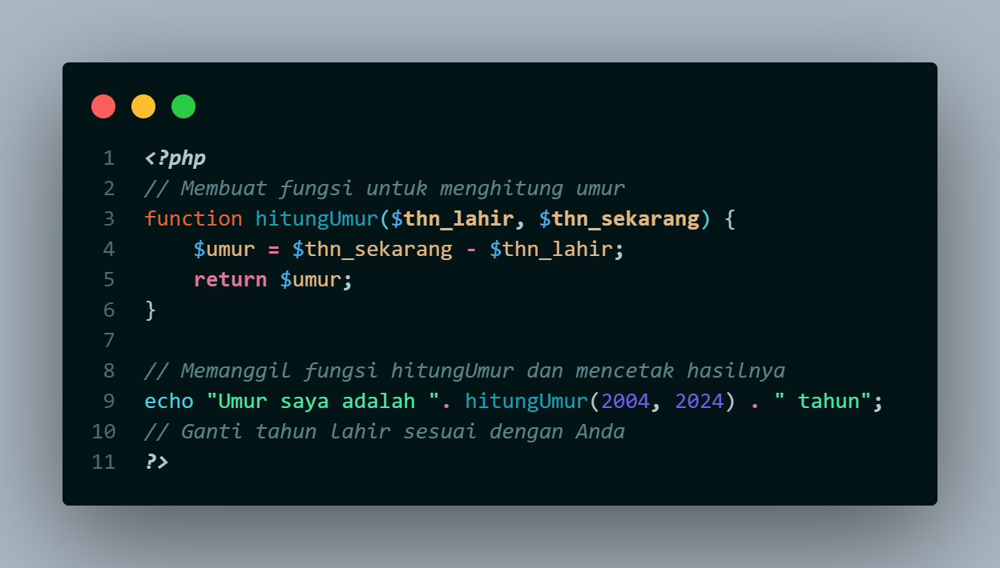 1 <?php
2 // Membuat fungsi untuk menghitung umur
3 function hitungUmur($thn_lahir, $thn_sekarang) {
4     $umur = $thn_sekarang - $thn_lahir;
5     return $umur;
6 }
7
8 // Memanggil fungsi hitungUmur dan mencetak hasilnya
9 echo "Umur saya adalah ". hitungUmur(2004, 2024) . " tahun";
10 // Ganti tahun lahir sesuai dengan Anda
11 ?>